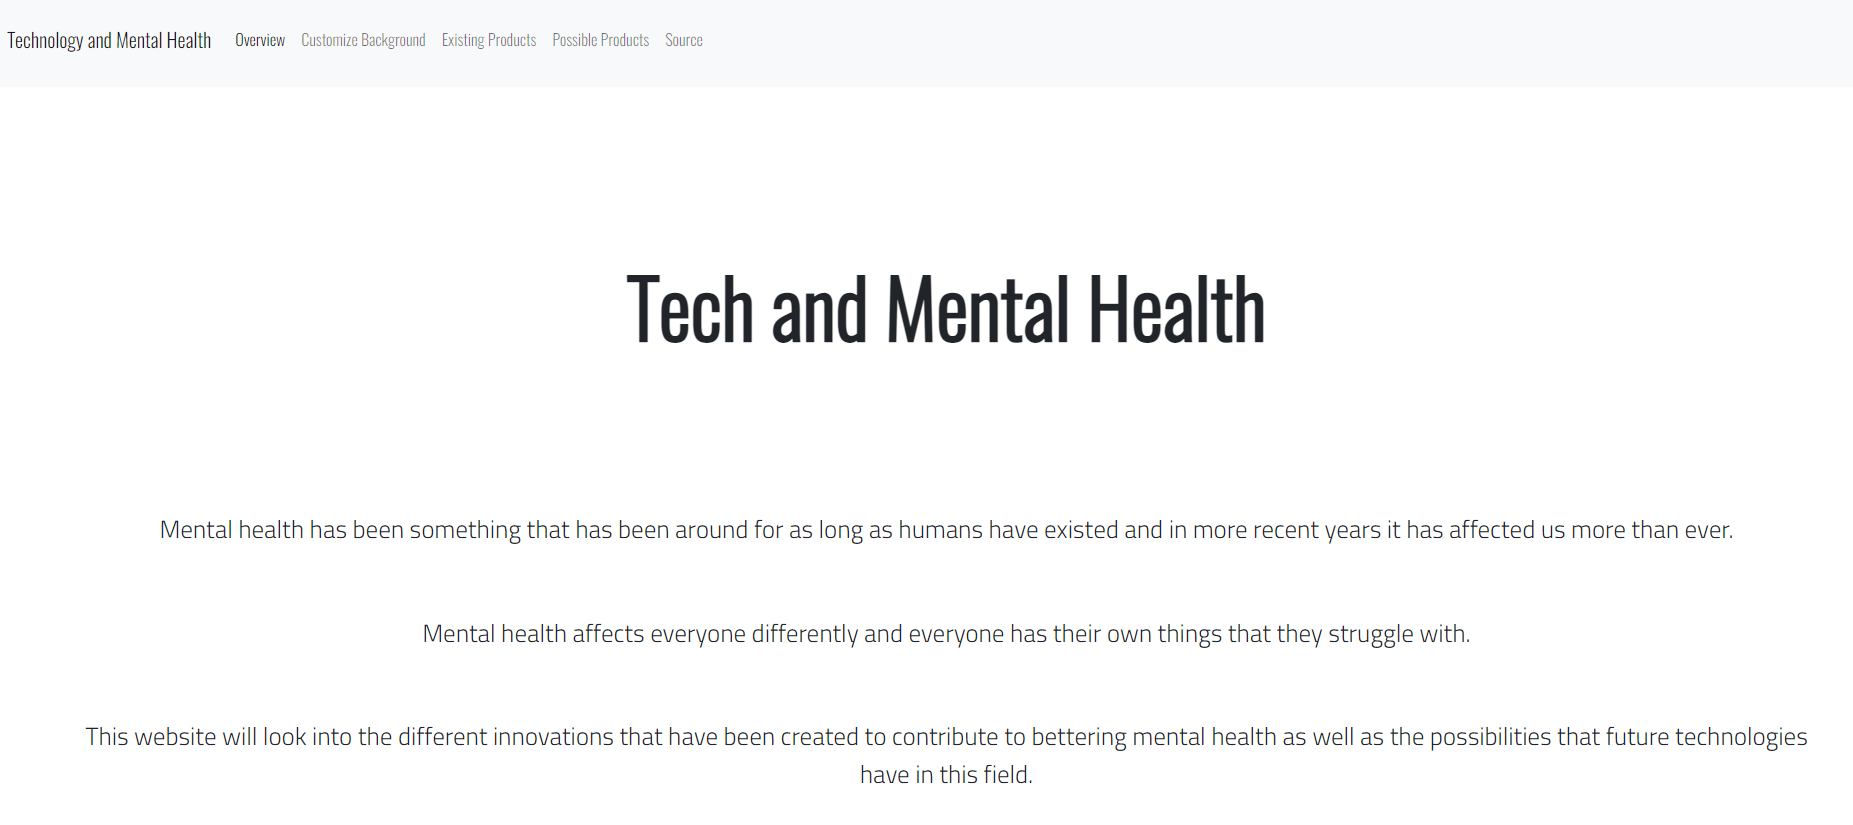 Technology and Mental Health Overview Customize Background Existing Products Possible Products Source
Tech and Mental Health
Mental health has been something that has been around for as long as humans have existed and in more recent years it has affected us more than ever.
Mental health affects everyone differently and everyone has their own things that they struggle with.
This website will look into the different innovations that have been created to contribute to bettering mental health as well as the possibilities that future technologies
have in this field.